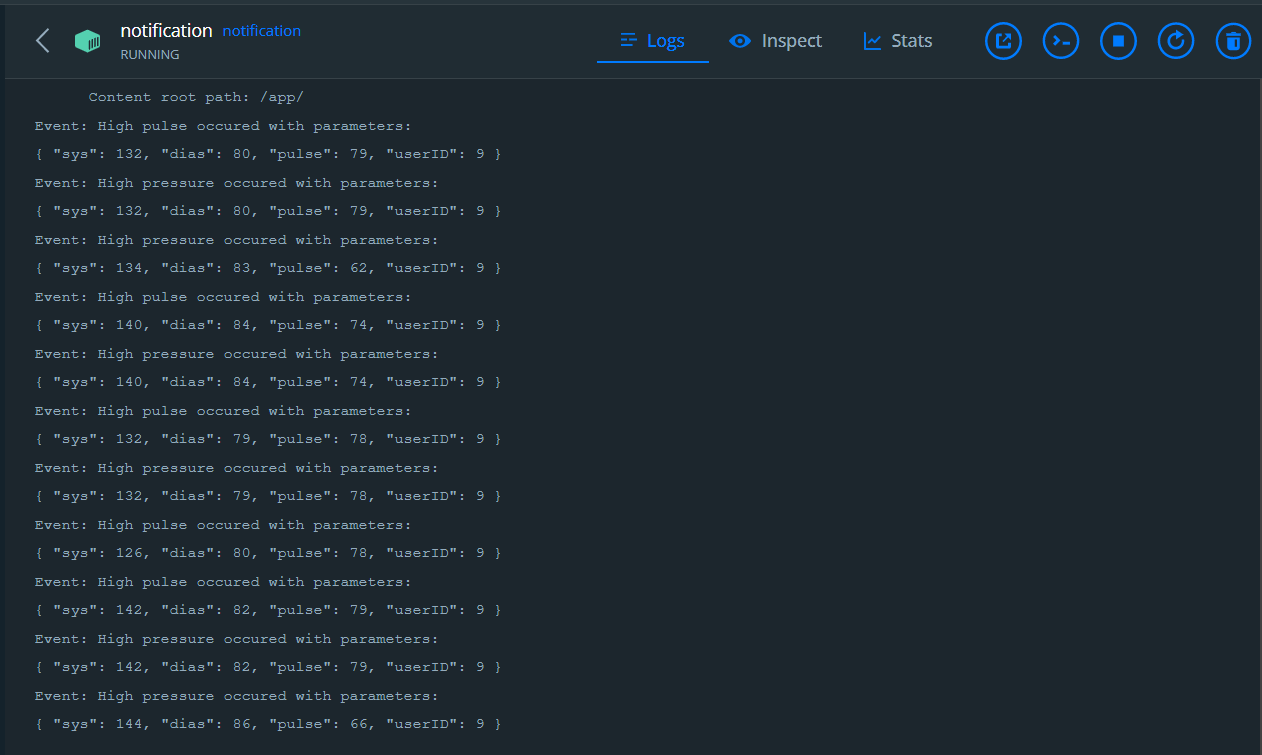 notification notification
RUNNING
Logs
Inspect
Stats
Content root path: /app/
Event: High pulse occured with parameters:
{ "sys": 132, "dias": 80, "pulse": 79, "userID": 9 }
Event: High pressure occured with parameters:
{ "sys": 132, "dias": 80, "pulse": 79, "userID": 9 }
Event: High pressure occured with parameters:
{ "sys": 134, "dias": 83, "pulse": 62, "userID": 9 }
Event: High pulse occured with parameters:
{ "sys": 140, "dias": 84, "pulse": 74, "userID": 9 }
Event: High pressure occured with parameters:
{ "sys": 140, "dias": 84, "pulse": 74, "userID": 9 }
Event: High pulse occured with parameters:
{ "sys": 132, "dias": 79, "pulse": 78, "userID": 9 }
Event: High pressure occured with parameters:
{ "sys": 132, "dias": 79, "pulse": 78, "userID": 9 }
Event: High pulse occured with parameters:
{ "sys": 126, "dias": 80, "pulse": 78, "userID": 9 }
Event: High pulse occured with parameters:
{ "sys": 142, "dias": 82, "pulse": 79, "userID": 9 }
Event: High pressure occured with parameters:
{ "sys": 142, "dias": 82, "pulse": 79, "userID": 9 }
Event: High pressure occured with parameters:
{ "sys": 144, "dias": 86, "pulse": 66, "userID": 9 }